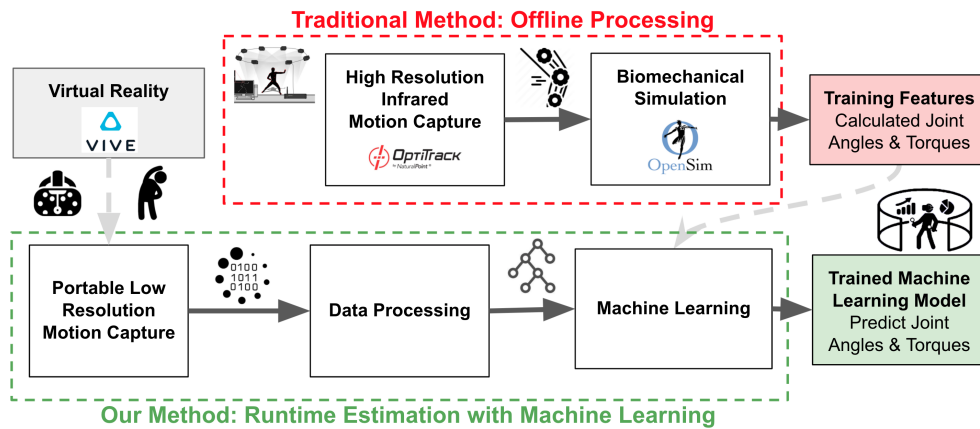 Traditional Method: Offline Processing
Virtual Reality
VIVE
High Resolution
Infrared
Motion Capture
OptiTrack
by NaturalPoint
Biomechanical
Simulation
OpenSim
Training Features
Calculated Joint
Angles & Torques
Portable Low
Resolution
Motion Capture
0100
1011
0100
Data Processing
Machine Learning
Trained Machine
Learning Model
Predict Joint
Angles & Torques
Our Method: Runtime Estimation with Machine Learning